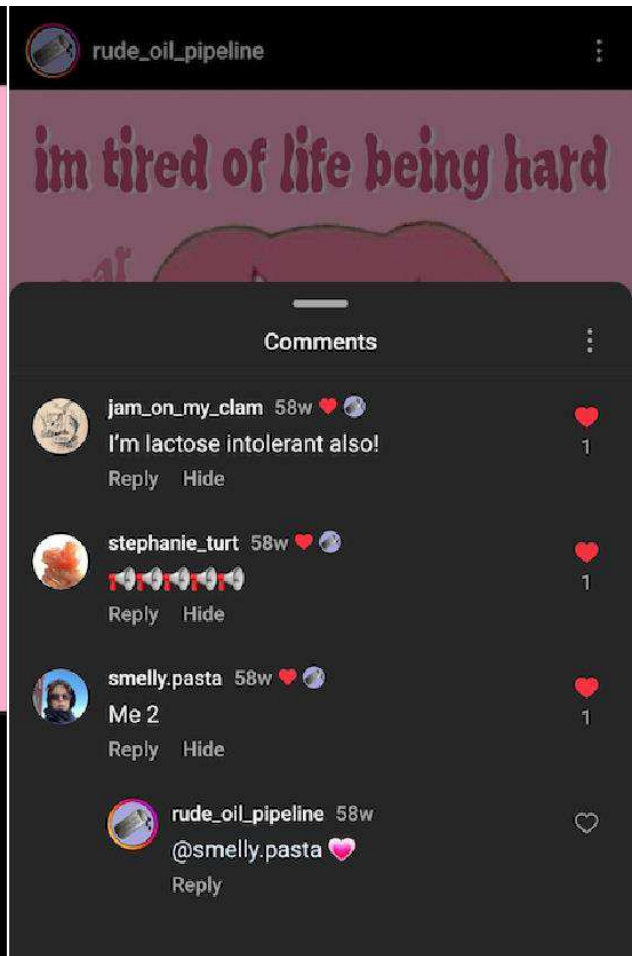 rude_oil_pipeline
im tired of life being hard
Comments
jam_on_my_clam 58w
I'm lactose intolerant also!
1
Reply Hide
stephanie_turt 58w
1
Reply Hide
smelly.pasta 58w
Me 2
1
Reply Hide
rude_oil_pipeline 58w
@smelly.pasta
Reply